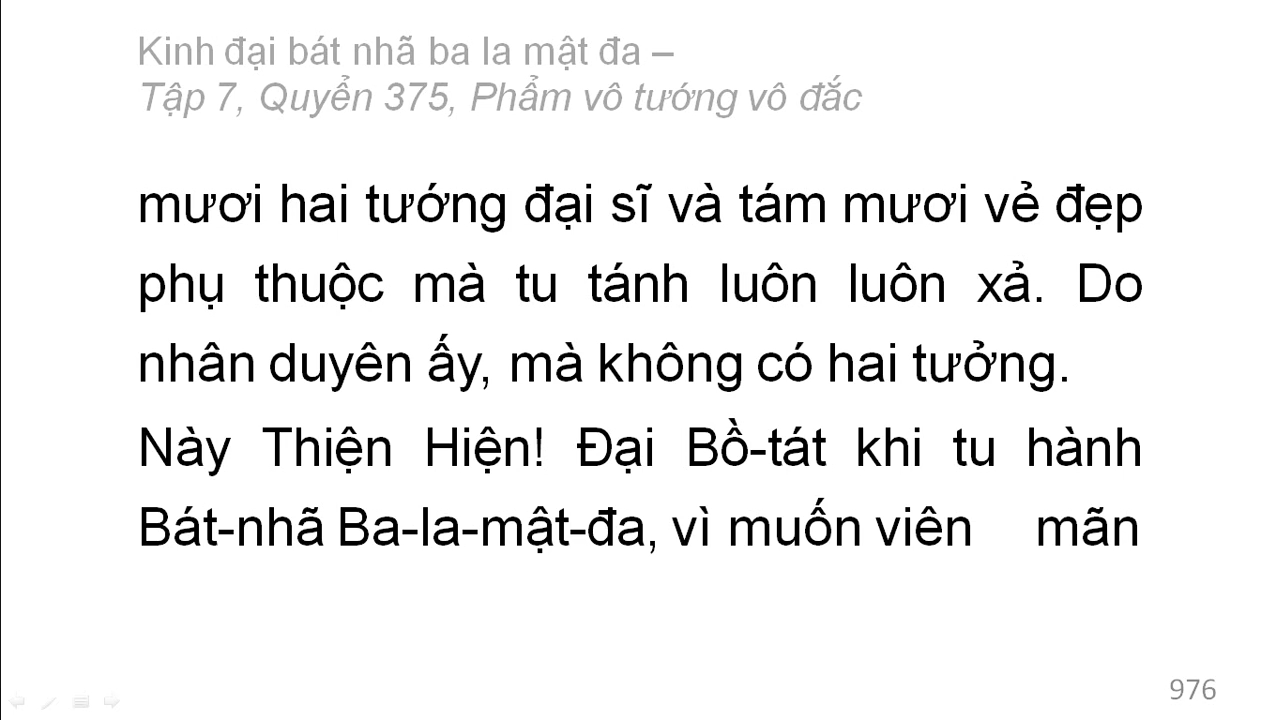 Kinh đại bát nhã ba la mật đa –
Tập 7, Quyển 375, Phẩm vô tướng vô đắc
mươi hai tướng đại sĩ và tám mươi vẻ đẹp
phụ thuộc mà tu tánh luôn luôn xả. Do
nhân duyên ấy, mà không có hai tưởng.
Này Thiện Hiện! Đại Bồ-tát khi tu hành
Bát-nhã Ba-la-mật-đa, vì muốn viên mãn
976